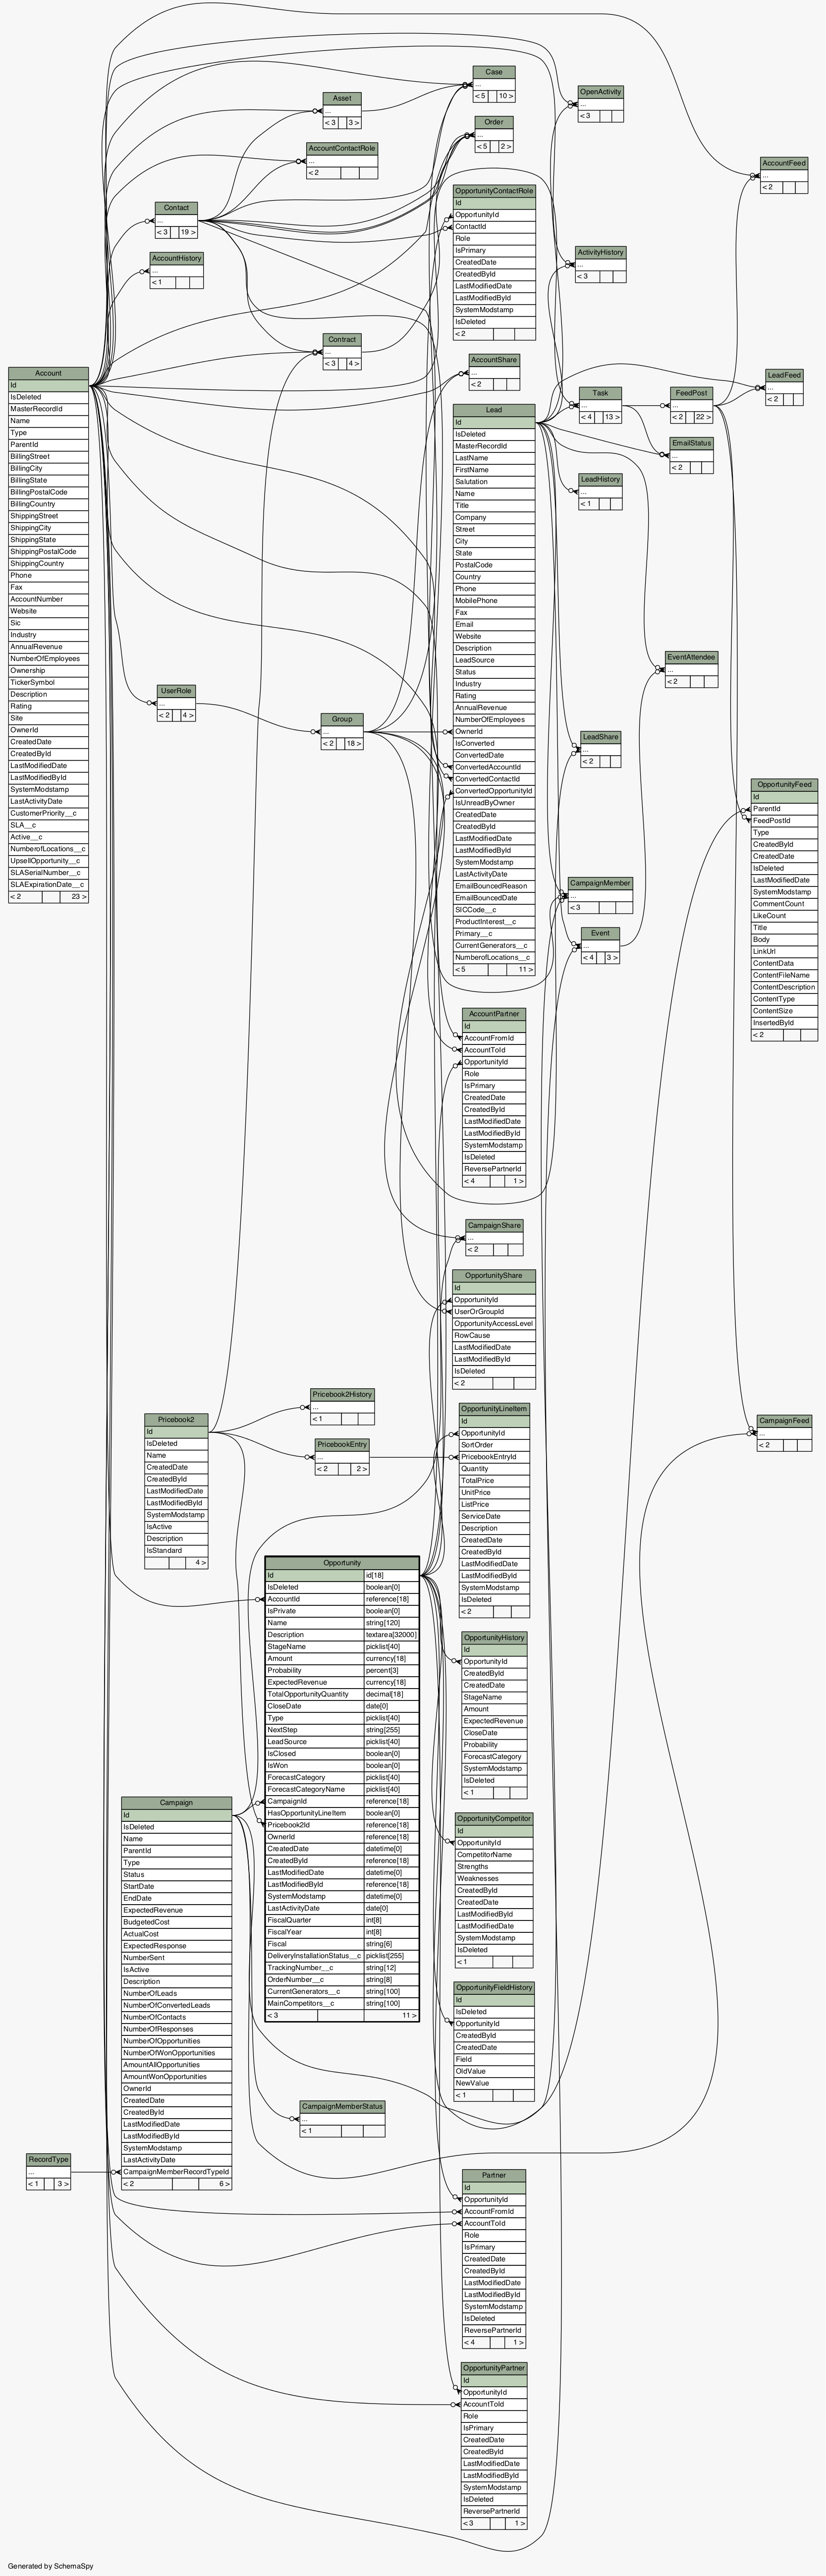 Case
...
< 5 10 >
Asset
...
< 3 3 >
OpenActivity
...
< 3
Order
...
< 5 2 >
AccountContactRole
...
< 2
AccountFeed
...
< 2
OpportunityContactRole
Id
OpportunityId
ContactId
Role
IsPrimary
CreatedDate
CreatedById
LastModifiedDate
LastModifiedById
SystemModstamp
IsDeleted
< 2
Contact
...
< 3 19 >
ActivityHistory
...
< 3
AccountHistory
...
< 1
Contract
...
< 3 4 >
AccountShare
...
< 2
Account
Id
IsDeleted
MasterRecordId
Name
Type
ParentId
BillingStreet
BillingCity
BillingState
BillingPostalCode
BillingCountry
ShippingStreet
ShippingCity
ShippingState
ShippingPostalCode
ShippingCountry
Phone
Fax
AccountNumber
Website
Sic
Industry
AnnualRevenue
NumberOfEmployees
Ownership
TickerSymbol
Description
Rating
Site
OwnerId
CreatedDate
CreatedById
LastModifiedDate
LastModifiedById
SystemModstamp
LastActivityDate
CustomerPriority__c
SLA__c
Active__c
NumberofLocations__c
UpsellOpportunity__c
SLASerialNumber__c
SLAExpirationDate__c
< 2 23 >
LeadFeed
...
< 2
Task
...
< 4 13 >
FeedPost
...
< 2 22 >
EmailStatus
...
< 2
Lead
Id
IsDeleted
MasterRecordId
LastName
FirstName
Salutation
Name
Title
Company
Street
City
State
PostalCode
Country
Phone
MobilePhone
Fax
Email
Website
Description
LeadSource
Status
Industry
Rating
AnnualRevenue
NumberOfEmployees
OwnerId
IsConverted
ConvertedDate
ConvertedAccountId
ConvertedContactId
ConvertedOpportunityId
IsUnreadByOwner
CreatedDate
CreatedById
LastModifiedDate
LastModifiedById
SystemModstamp
LastActivityDate
EmailBouncedReason
EmailBouncedDate
SICCode__c
ProductInterest__c
Primary__c
CurrentGenerators__c
NumberofLocations__c
< 5 11 >
LeadHistory
...
< 1
EventAttendee
...
< 2
UserRole
...
< 2 4 >
Group
...
< 2 18 >
LeadShare
...
< 2
OpportunityFeed
Id
ParentId
FeedPostId
Type
CreatedById
CreatedDate
IsDeleted
LastModifiedDate
SystemModstamp
CommentCount
LikeCount
Title
Body
LinkUrl
ContentData
ContentFileName
ContentDescription
ContentType
ContentSize
InsertedById
< 2
CampaignMember
...
< 3
Event
...
< 4 3 >
AccountPartner
Id
AccountFromId
AccountToId
OpportunityId
Role
IsPrimary
CreatedDate
CreatedById
LastModifiedDate
LastModifiedById
SystemModstamp
IsDeleted
ReversePartnerId
< 4 1 >
CampaignShare
...
< 2
OpportunityShare
Id
OpportunityId
UserOrGroupId
OpportunityAccessLevel
RowCause
LastModifiedDate
LastModifiedById
IsDeleted
< 2
Pricebook2History
...
< 1
PricebookEntry
...
< 2 2 >
Pricebook2
Id
IsDeleted
Name
CreatedDate
CreatedById
LastModifiedDate
LastModifiedById
SystemModstamp
IsActive
Description
IsStandard
4 >
OpportunityLineItem
Id
OpportunityId
SortOrder
PricebookEntryId
Quantity
TotalPrice
UnitPrice
ListPrice
ServiceDate
Description
CreatedDate
CreatedById
LastModifiedDate
LastModifiedById
SystemModstamp
IsDeleted
< 2
CampaignFeed
...
< 2
Opportunity
Id id[18]
IsDeleted boolean[0]
AccountId reference[18]
IsPrivate boolean[0]
Name string[120]
Description textarea[32000]
StageName picklist[40]
Amount currency[18]
Probability percent[3]
ExpectedRevenue currency[18]
TotalOpportunityQuantity decimal[18]
CloseDate date[0]
Type picklist[40]
NextStep string[255]
LeadSource picklist[40]
IsClosed boolean[0]
IsWon boolean[0]
ForecastCategory picklist[40]
ForecastCategoryName picklist[40]
CampaignId reference[18]
HasOpportunityLineItem boolean[0]
Pricebook2Id reference[18]
OwnerId reference[18]
CreatedDate datetime[0]
CreatedById reference[18]
LastModifiedDate datetime[0]
LastModifiedById reference[18]
SystemModstamp datetime[0]
LastActivityDate date[0]
FiscalQuarter int[8]
FiscalYear int[8]
Fiscal string[6]
DeliveryInstallationStatus__c picklist[255]
TrackingNumber__c string[12]
OrderNumber__c string[8]
CurrentGenerators__c string[100]
MainCompetitors__c string[100]
< 3 11 >
OpportunityHistory
Id
OpportunityId
CreatedById
CreatedDate
StageName
Amount
ExpectedRevenue
CloseDate
Probability
ForecastCategory
SystemModstamp
IsDeleted
< 1
Campaign
Id
IsDeleted
Name
ParentId
Type
Status
StartDate
EndDate
ExpectedRevenue
BudgetedCost
ActualCost
ExpectedResponse
NumberSent
IsActive
Description
NumberOfLeads
NumberOfConvertedLeads
NumberOfContacts
NumberOfResponses
NumberOfOpportunities
NumberOfWonOpportunities
AmountAllOpportunities
AmountWonOpportunities
OwnerId
CreatedDate
CreatedById
LastModifiedDate
LastModifiedById
SystemModstamp
LastActivityDate
CampaignMemberRecordTypeId
< 2 6 >
OpportunityCompetitor
Id
OpportunityId
CompetitorName
Strengths
Weaknesses
CreatedById
CreatedDate
LastModifiedById
LastModifiedDate
SystemModstamp
IsDeleted
< 1
OpportunityFieldHistory
Id
IsDeleted
OpportunityId
CreatedById
CreatedDate
Field
OldValue
NewValue
< 1
CampaignMemberStatus
...
< 1
RecordType
...
< 1 3 >
Partner
Id
OpportunityId
AccountFromId
AccountToId
Role
IsPrimary
CreatedDate
CreatedById
LastModifiedDate
LastModifiedById
SystemModstamp
IsDeleted
ReversePartnerId
< 4 1 >
OpportunityPartner
Id
OpportunityId
AccountToId
Role
IsPrimary
CreatedDate
CreatedById
LastModifiedDate
LastModifiedById
SystemModstamp
IsDeleted
ReversePartnerId
< 3 1 >
Generated by SchemaSpy